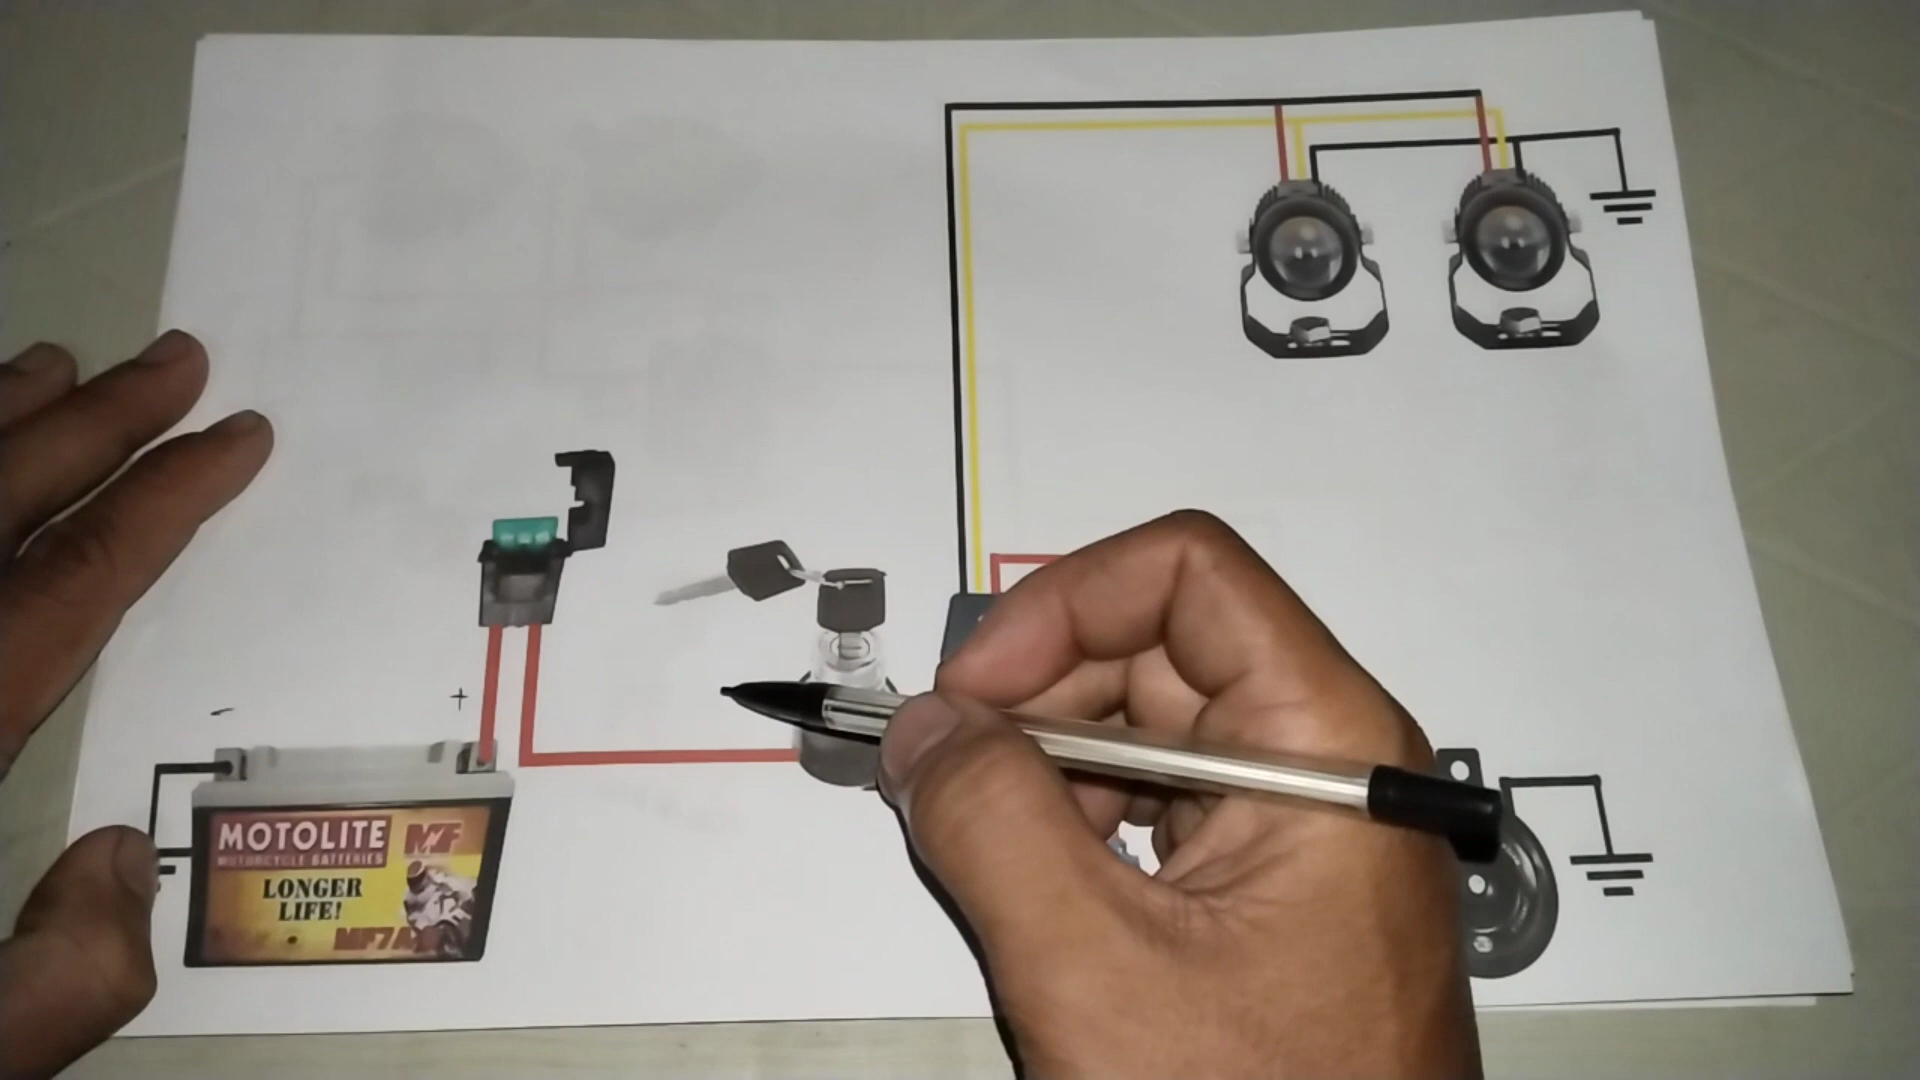 - +
MOTOLITE MF
MOTORCYCLE BATTERIES
LONGER
LIFE!